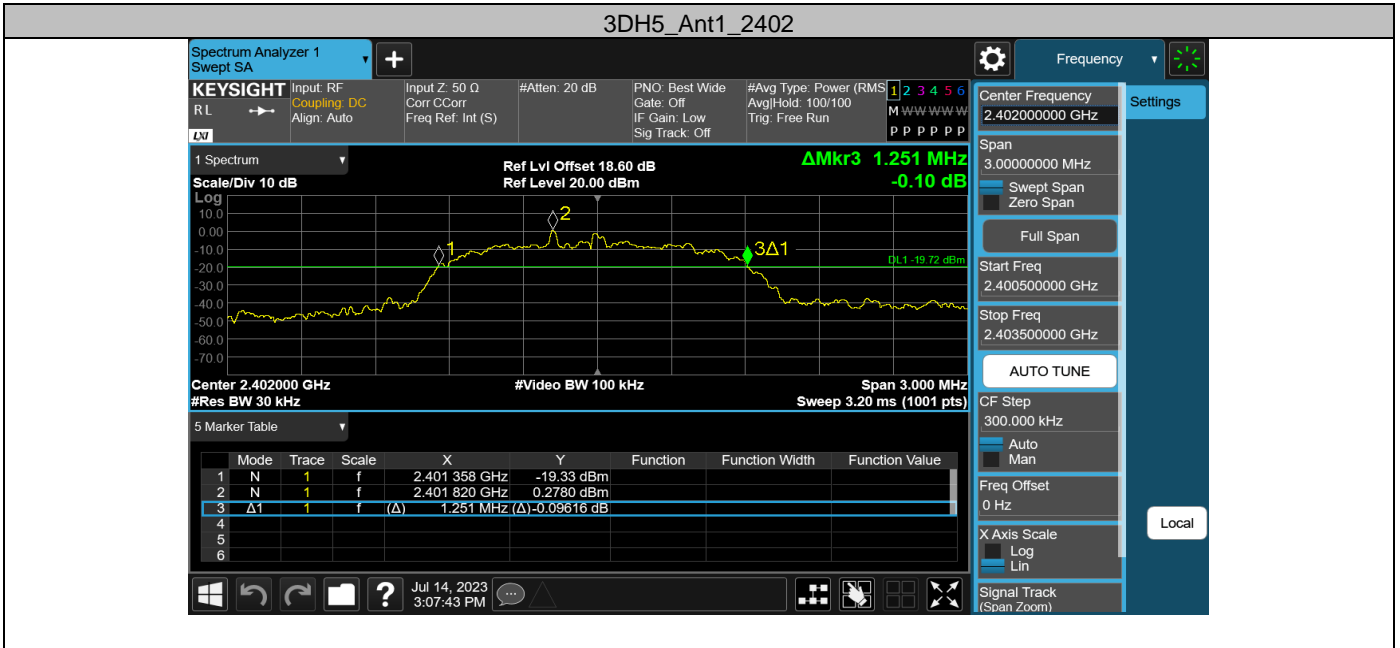 3DH5_Ant1_2402
Spectrum Analyzer 1
Swept SA
Frequency
KEYSIGHT
RL
LXI
Input: RF
Coupling: DC
Align: Auto
Input Z: 50 Ω
Corr CCorr
Freq Ref: Int (S)
#Atten: 20 dB
PNO: Best Wide
Gate: Off
IF Gain: Low
Sig Track: Off
#Avg Type: Power (RMS
Avg|Hold: 100/100
Trig: Free Run
1 2 3 4 5 6
M W W W W W
P P P P P P
1 Spectrum
Scale/Div 10 dB
Ref Lvl Offset 18.60 dB
Ref Level 20.00 dBm
ΔMkr3 1.251 MHz
-0.10 dB
Log
10.0
0.00
-10.0
-20.0
-30.0
-40.0
-50.0
-60.0
-70.0
1
2
3Δ1
DL1 -19.72 dBm
Center 2.402000 GHz
#Res BW 30 kHz
#Video BW 100 kHz
Span 3.000 MHz
Sweep 3.20 ms (1001 pts)
5 Marker Table
Mode Trace Scale X Y Function Function Width Function Value
1 N 1 f 2.401 358 GHz -19.33 dBm
2 N 1 f 2.401 820 GHz 0.2780 dBm
3 Δ1 1 f (Δ) 1.251 MHz (Δ) -0.09616 dB
4
5
6
?
Jul 14, 2023
3:07:43 PM
Center Frequency
2.402000000 GHz
Span
3.00000000 MHz
Swept Span
Zero Span
Full Span
Start Freq
2.400500000 GHz
Stop Freq
2.403500000 GHz
AUTO TUNE
CF Step
300.000 kHz
Auto
Man
Freq Offset
0 Hz
X Axis Scale
Log
Lin
Signal Track
(Span Zoom)
Settings
Local